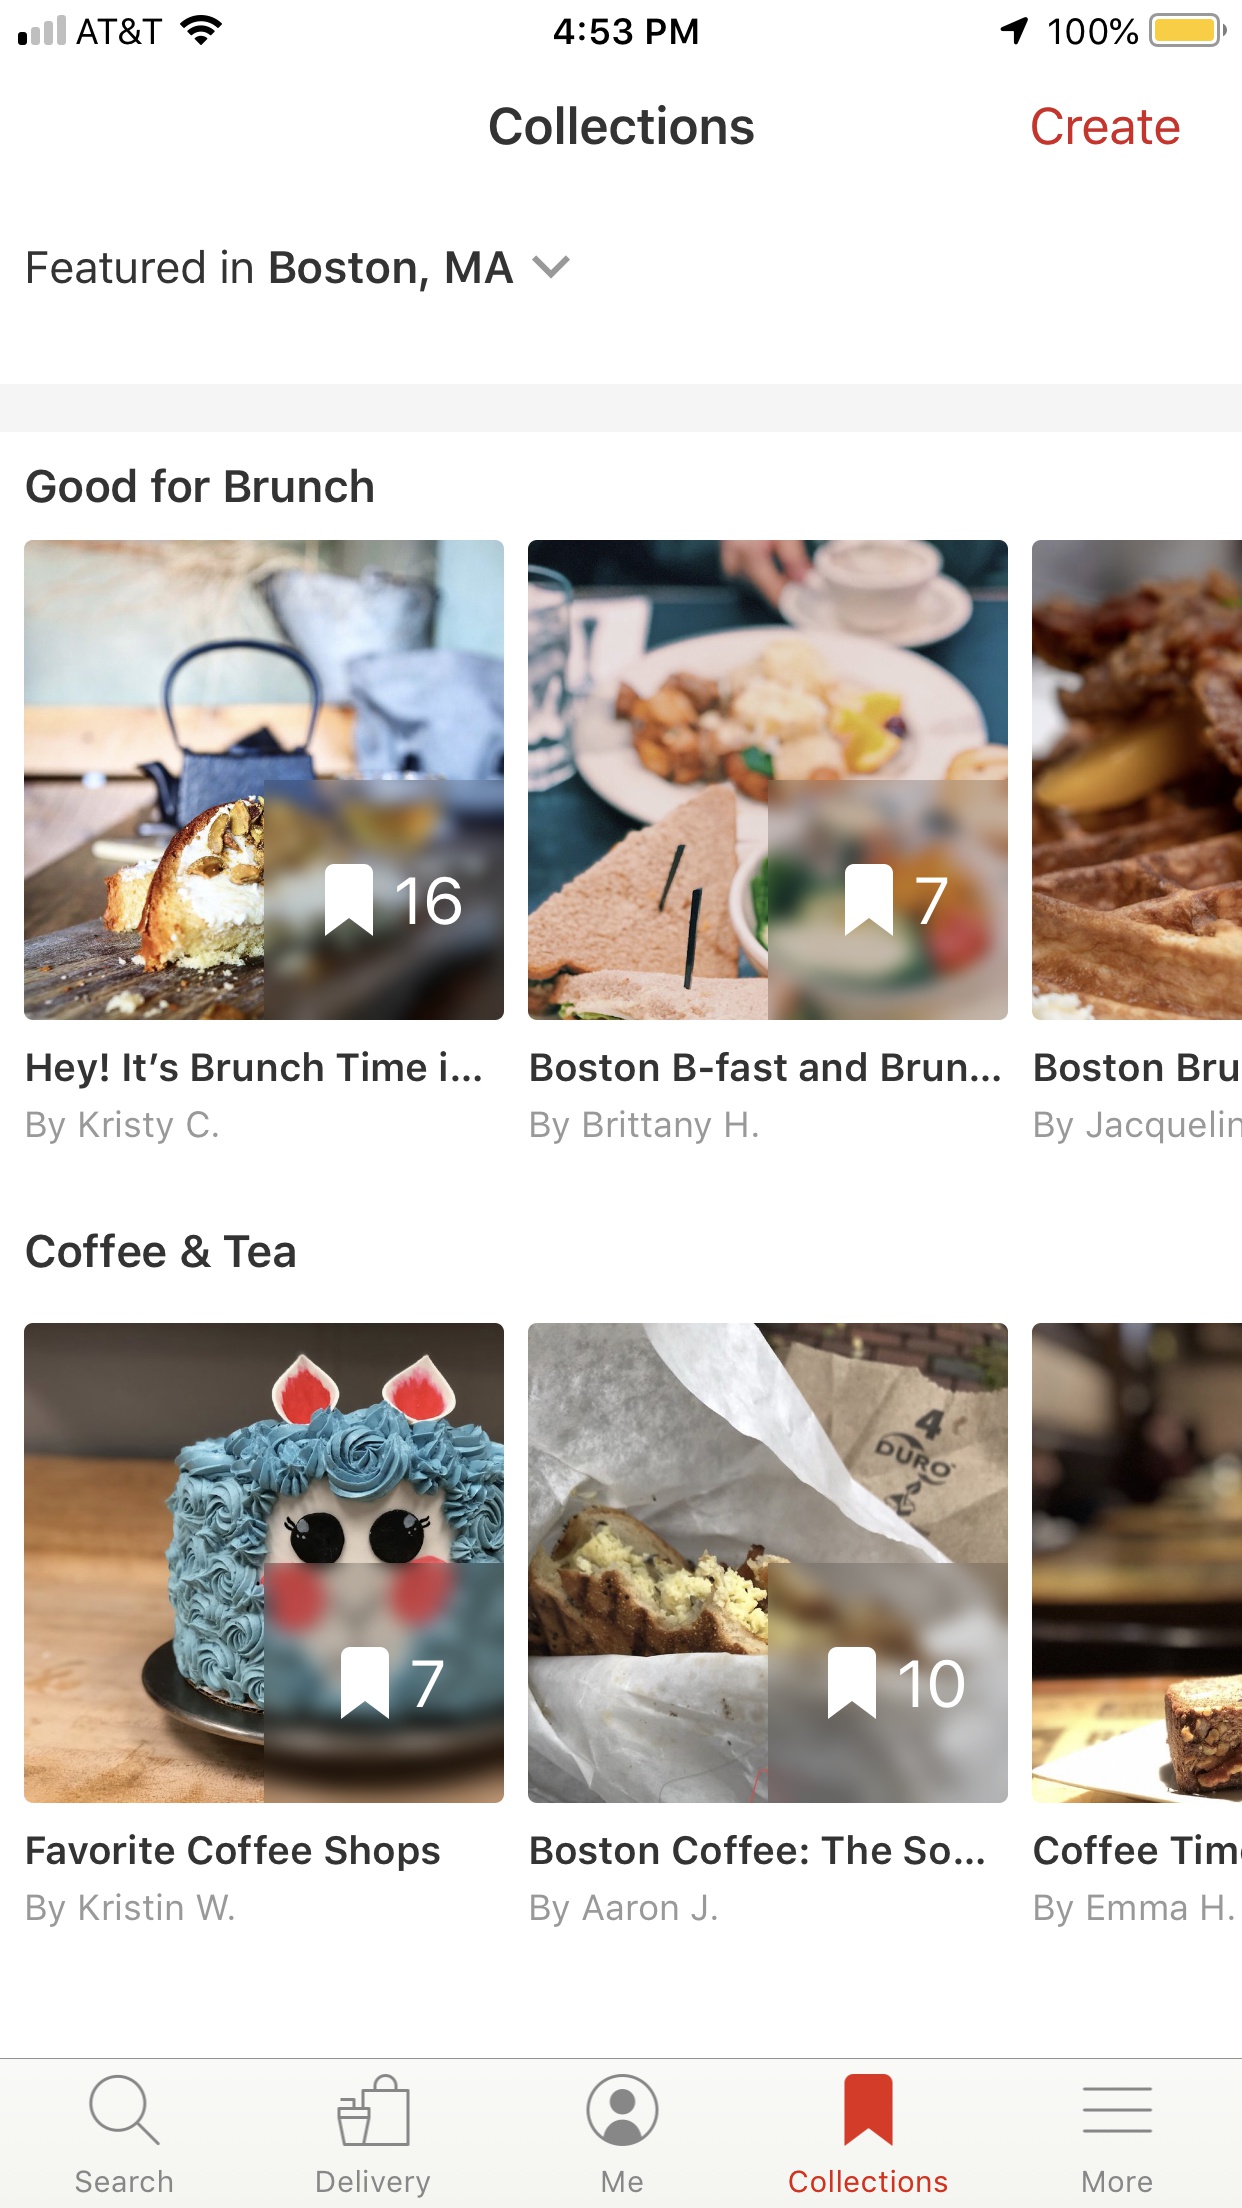 AT&T 4:53 PM 100%
Collections Create
Featured in Boston, MA
Good for Brunch
16
7
Hey! It’s Brunch Time i... Boston B-fast and Brun... Boston Bru
By Kristy C. By Brittany H. By Jacquelin
Coffee & Tea
4
DURO
7
10
Favorite Coffee Shops Boston Coffee: The So... Coffee Tim
By Kristin W. By Aaron J. By Emma H.
Search Delivery Me Collections More